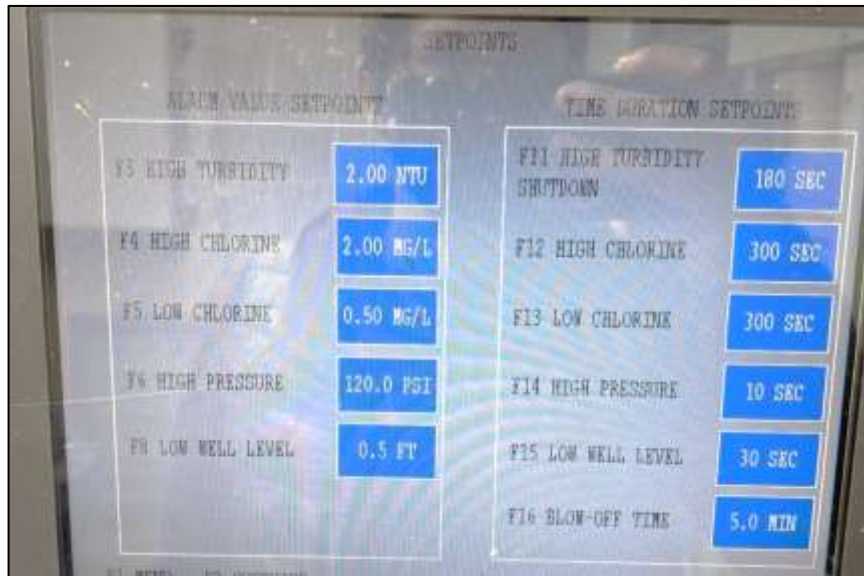 SETPOINTS
ALARM VALUE SETPOINTT
F3 HIGH TURBIDITY
2.00 NTU
F4 HIGH CHLORINE
2.00 MG/L
F5 LOW CHLORINE
0.50 MG/L
F6 HIGH PRESSURE
120.0 PSI
F8 LOW WELL LEVEL
0.5 FT
TIME DURATION SETPOINTS
F11 HIGH TURBIDITY
SHUTDOWN
180 SEC
F12 HIGH CHLORINE
300 SEC
F13 LOW CHLORINE
300 SEC
F14 HIGH PRESSURE
10 SEC
F15 LOW WELL LEVEL
30 SEC
F16 BLOW-OFF TIME
5.0 MIN